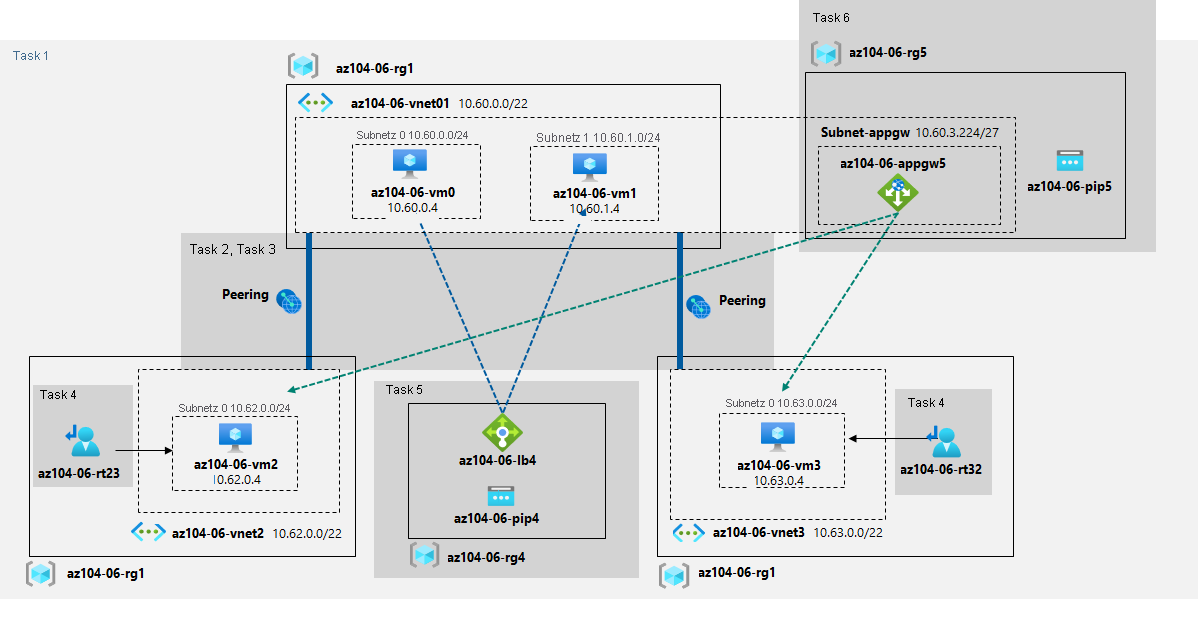 Task 6
Task 1
az104-06-rg5
az104-06-rg1
az104-06-vnet01 10.60.0.0/22
Subnetz 0 10.60.0.0/24
Subnetz 1 10.60.1.0/24
Subnet-appgw 10.60.3.224/27
az104-06-appgw5
az104-06-vm0
10.60.0.4
az104-06-vm1
10.60.1.4
az104-06-pip5
Task 2, Task 3
Peering
Peering
Task 4
Subnetz 0 10.62.0.0/24
az104-06-rt23
az104-06-vm2
10.62.0.4
az104-06-vnet2 10.62.0.0/22
az104-06-rg1
Task 5
az104-06-lb4
az104-06-pip4
az104-06-rg4
Subnetz 0 10.63.0.0/24
Task 4
az104-06-vm3
10.63.0.4
az104-06-rt32
az104-06-vnet3 10.63.0.0/22
az104-06-rg1